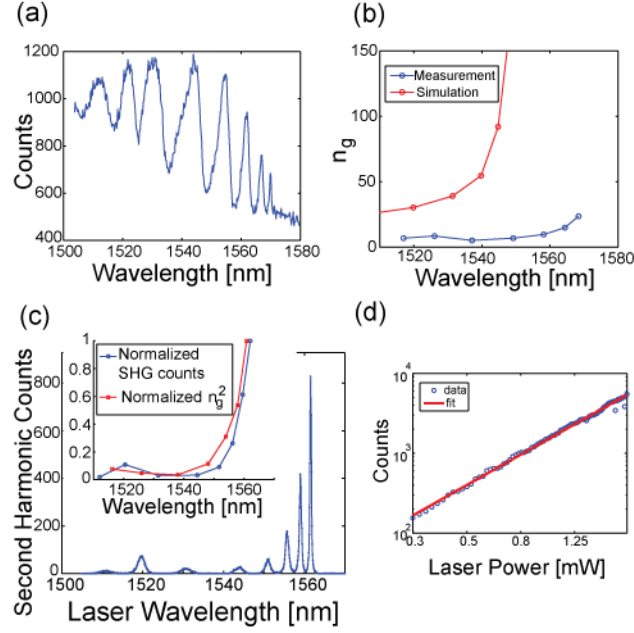 (a)
1200
1000
800
600
400
Counts
1500 1520 1540 1560 1580
Wavelength [nm]
(b)
150
100
50
0
n_g
Measurement
Simulation
1520 1540 1560 1580
Wavelength [nm]
(c)
800
600
400
200
0
Second Harmonic Counts
1
0.8
0.6
0.4
0.2
0
Normalized
SHG counts
Normalized n_g^2
1520 1540 1560
1500 1520 1540 1560
Laser Wavelength [nm]
(d)
10^4
10^3
10^2
Counts
data
fit
0.3 0.5 0.8 1.25
Laser Power [mW]